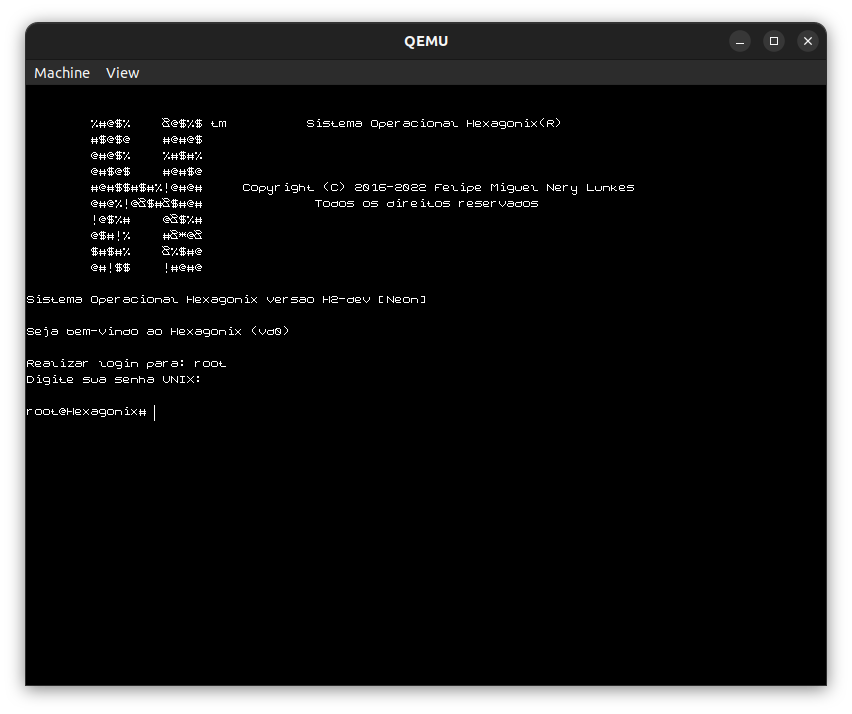 QEMU
Machine View
%#@$% &@$%$ tm Sistema Operacional Hexagonix(R)
#$@$@ #@#@$
@#@$% %#$#%
@#$@$ #@#$@
#@#$$#$#%!@#@# Copyright (C) 2016-2022 Felipe Miguel Nery Lunkes
@#@%!@&$#&$#@# Todos os direitos reservados
!@$%# @&$%#
@$#!% #&*@&
$#$#% &%$#@
@#!$$ !#@#@
Sistema Operacional Hexagonix versao H2-dev [Neon]
Seja bem-vindo ao Hexagonix (vd0)
Realizar login para: root
Digite sua senha UNIX:
root@Hexagonix#